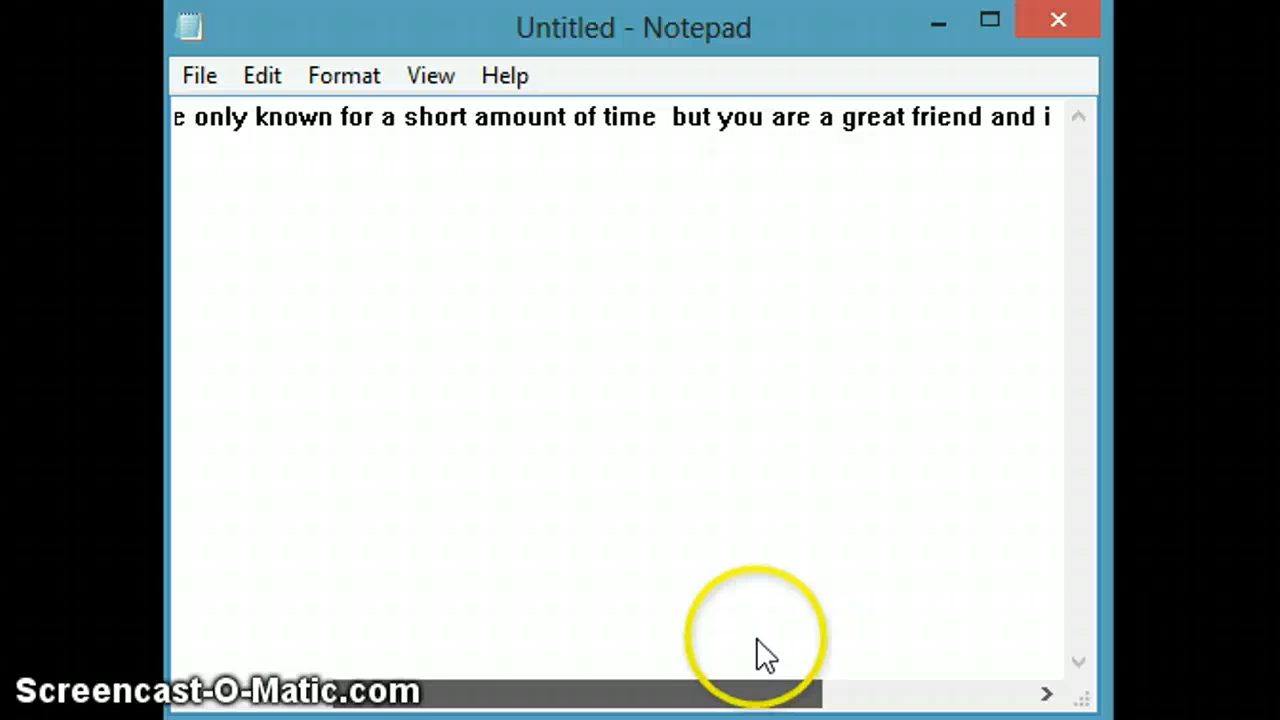 Untitled - Notepad
File Edit Format View Help
e only known for a short amount of time  but you are a great friend and i
Screencast-O-Matic.com